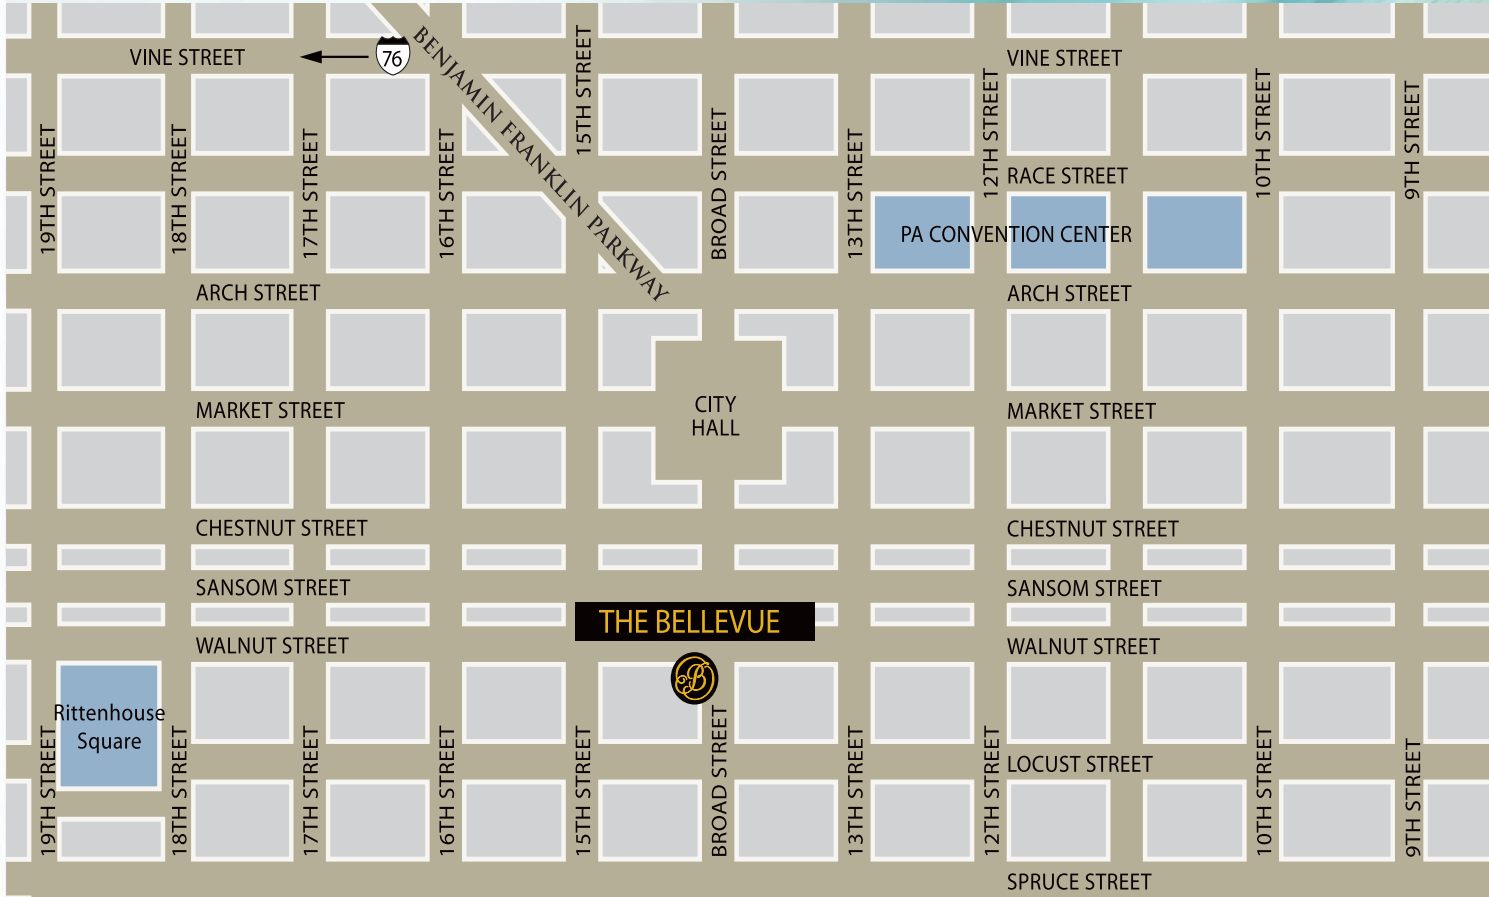 VINE STREET
76
BENJAMIN FRANKLIN PARKWAY
15TH STREET
VINE STREET
19TH STREET
18TH STREET
17TH STREET
16TH STREET
BROAD STREET
13TH STREET
12TH STREET
10TH STREET
9TH STREET
RACE STREET
PA CONVENTION CENTER
ARCH STREET
ARCH STREET
MARKET STREET
CITY
HALL
MARKET STREET
CHESTNUT STREET
CHESTNUT STREET
SANSOM STREET
SANSOM STREET
THE BELLEVUE
WALNUT STREET
WALNUT STREET
B
Rittenhouse
Square
19TH STREET
18TH STREET
17TH STREET
16TH STREET
15TH STREET
BROAD STREET
13TH STREET
12TH STREET
LOCUST STREET
10TH STREET
9TH STREET
SPRUCE STREET